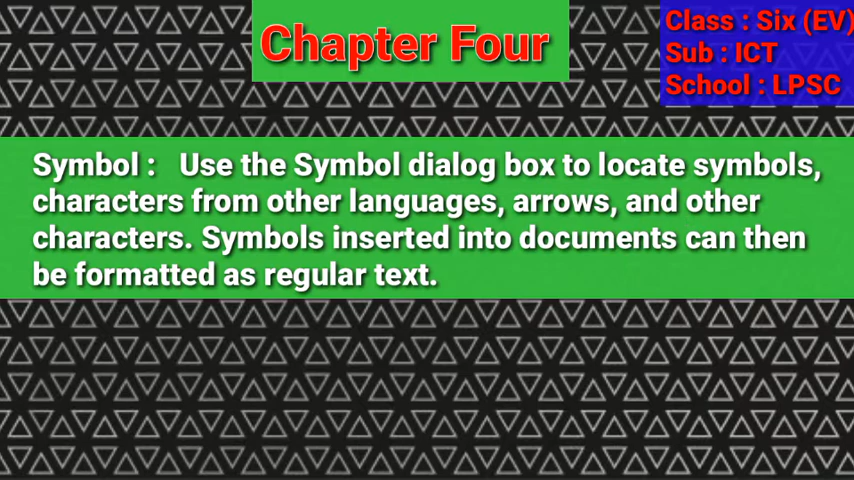 Chapter Four
Class : Six (EV)
Sub : ICT
School : LPSC
Symbol : Use the Symbol dialog box to locate symbols,
characters from other languages, arrows, and other
characters. Symbols inserted into documents can then
be formatted as regular text.